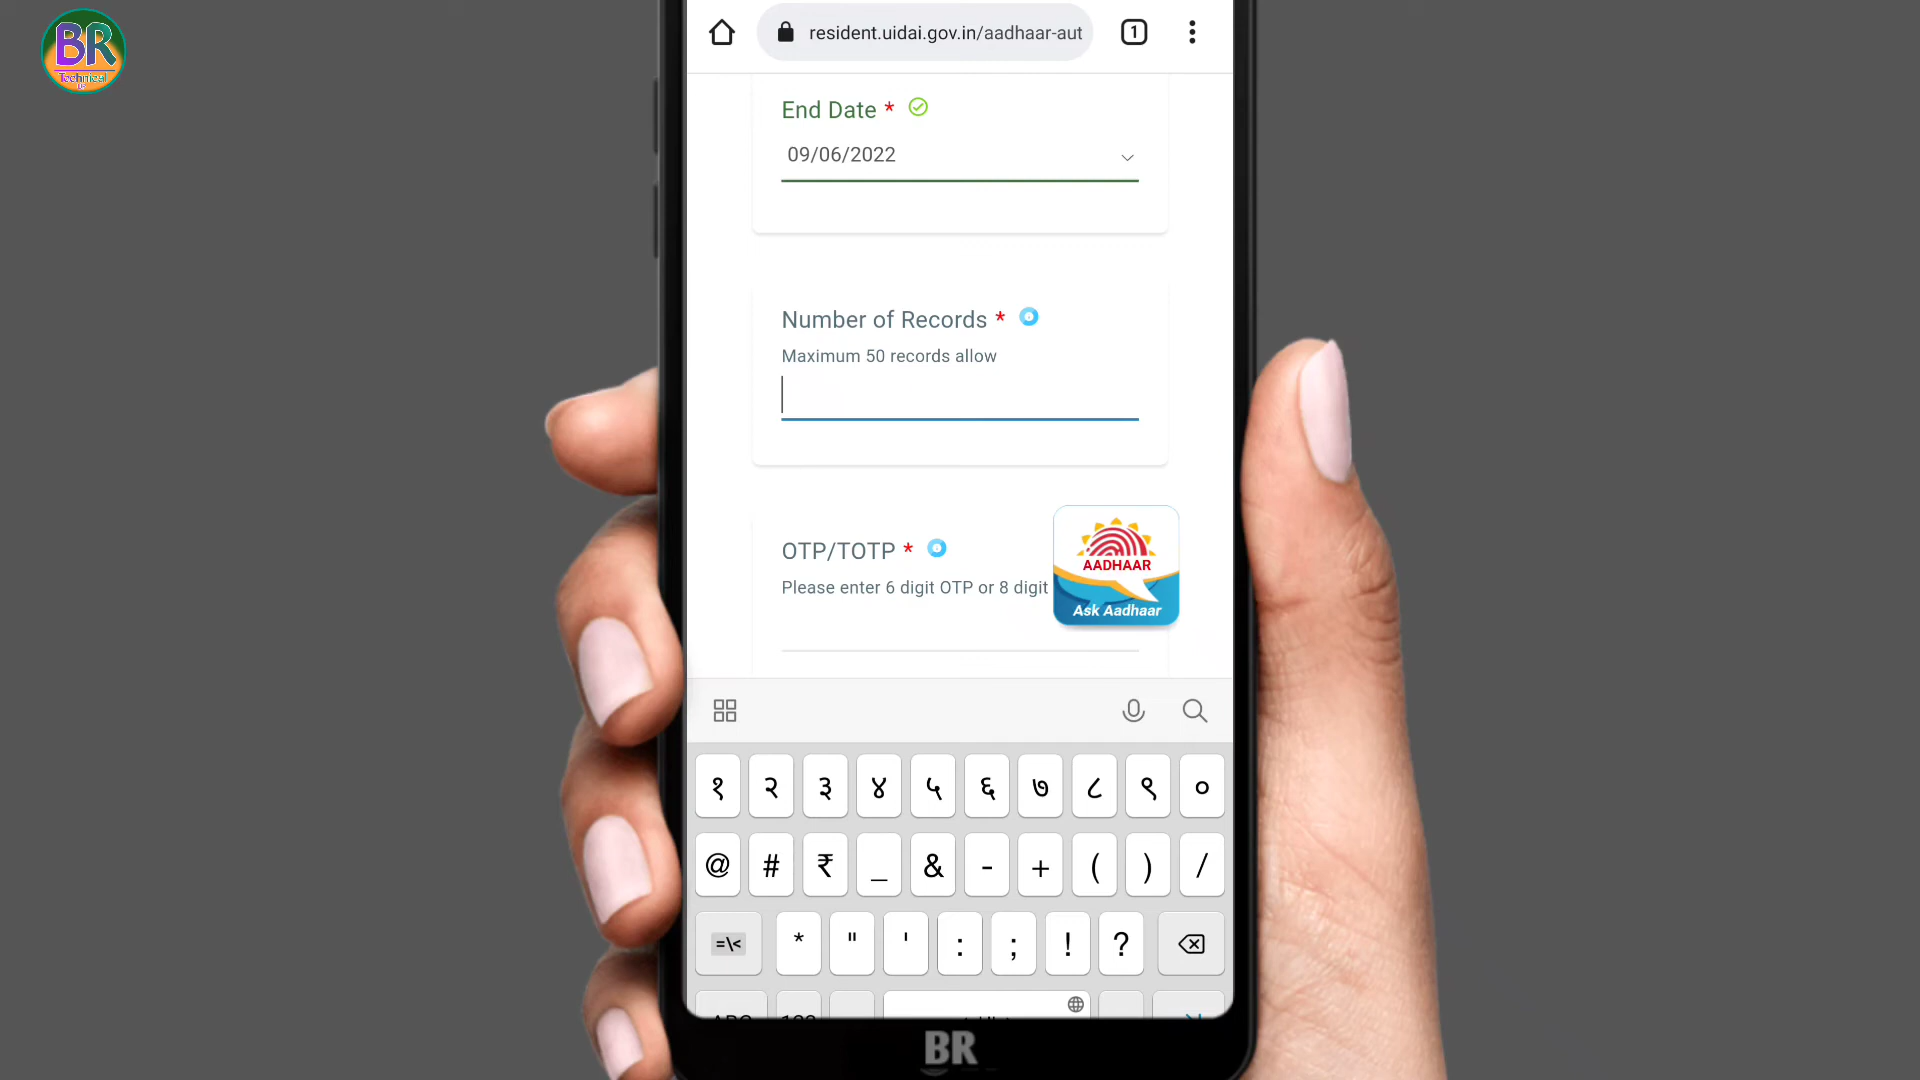 BR
Technical
resident.uidai.gov.in/aadhaar-aut
1
End Date *
09/06/2022
Number of Records *
Maximum 50 records allow
OTP/TOTP *
Please enter 6 digit OTP or 8 digit
AADHAAR
Ask Aadhaar
१ २ ३ ४ ५ ६ ७ ८ ९ ०
@ # ₹ _ & - + ( ) /
=\< * " ' : ; ! ?
ABC 123
BR